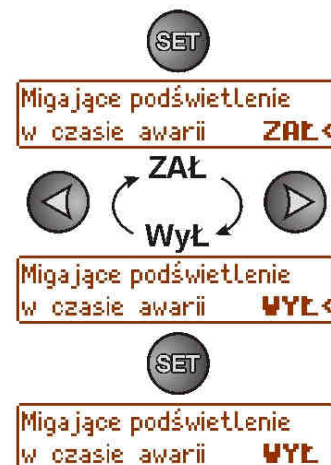 SET
Migające podświetlenie
w czasie awarii ZAŁ<
ZAŁ
WyŁ
Migające podświetlenie
w czasie awarii WYŁ<
SET
Migające podświetlenie
w czasie awarii WYŁ